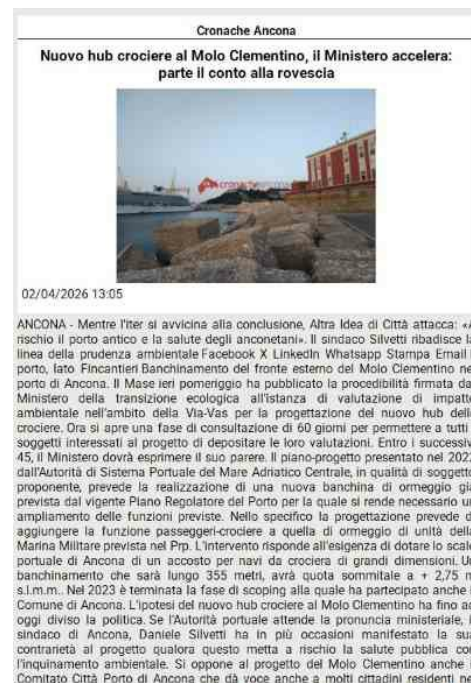 Cronache Ancona
Nuovo hub crociere al Molo Clementino, il Ministero accelera:
parte il conto alla rovescia
02/04/2026 13:05
ANCONA - Mentre l'iter si avvicina alla conclusione, Altra Idea di Città attacca: «A
rischio il porto antico e la salute degli anconetani». Il sindaco Silvetti ribadisce la
linea della prudenza ambientale Facebook X LinkedIn Whatsapp Stampa Email
porto, lato Fincantieri Banchinamento del fronte esterno del Molo Clementino nel
porto di Ancona. Il Mase ieri pomeriggio ha pubblicato la procedibilità firmata dal
Ministero della transizione ecologica all'istanza di valutazione di impatto
ambientale nell'ambito della Via-Vas per la progettazione del nuovo hub delle
crociere. Ora si apre una fase di consultazione di 60 giorni per permettere a tutti
soggetti interessati al progetto di depositare le loro valutazioni. Entro i successivi
45, il Ministero dovrà esprimere il suo parere. Il piano-progetto presentato nel 2022
dall'Autorità di Sistema Portuale del Mare Adriatico Centrale, in qualità di soggetto
proponente, prevede la realizzazione di una nuova banchina di ormeggio già
prevista dal vigente Piano Regolatore del Porto per la quale si rende necessario un
ampliamento delle funzioni previste. Nello specifico la progettazione prevede di
aggiungere la funzione passeggeri-crociere a quella di ormeggio di unità della
Marina Militare prevista nel Prp. L'intervento risponde all'esigenza di dotare lo scalo
portuale di Ancona di un accosto per navi da crociera di grandi dimensioni. Un
banchinamento che sarà lungo 355 metri, avrà quota sommitale a + 2,75 m
s.l.m.m.. Nel 2023 è terminata la fase di scoping alla quale ha partecipato anche
Comune di Ancona. L'ipotesi del nuovo hub crociere al Molo Clementino ha fino ad
oggi diviso la politica. Se l'Autorità portuale attende la pronuncia ministeriale, i
sindaco di Ancona, Daniele Silvetti ha in più occasioni manifestato la sua
contrarietà al progetto qualora questo metta a rischio la salute pubblica con
l'inquinamento ambientale. Si oppone al progetto del Molo Clementino anche
Comitato Città Porto di Ancona che dà voce anche a molti cittadini residenti nel